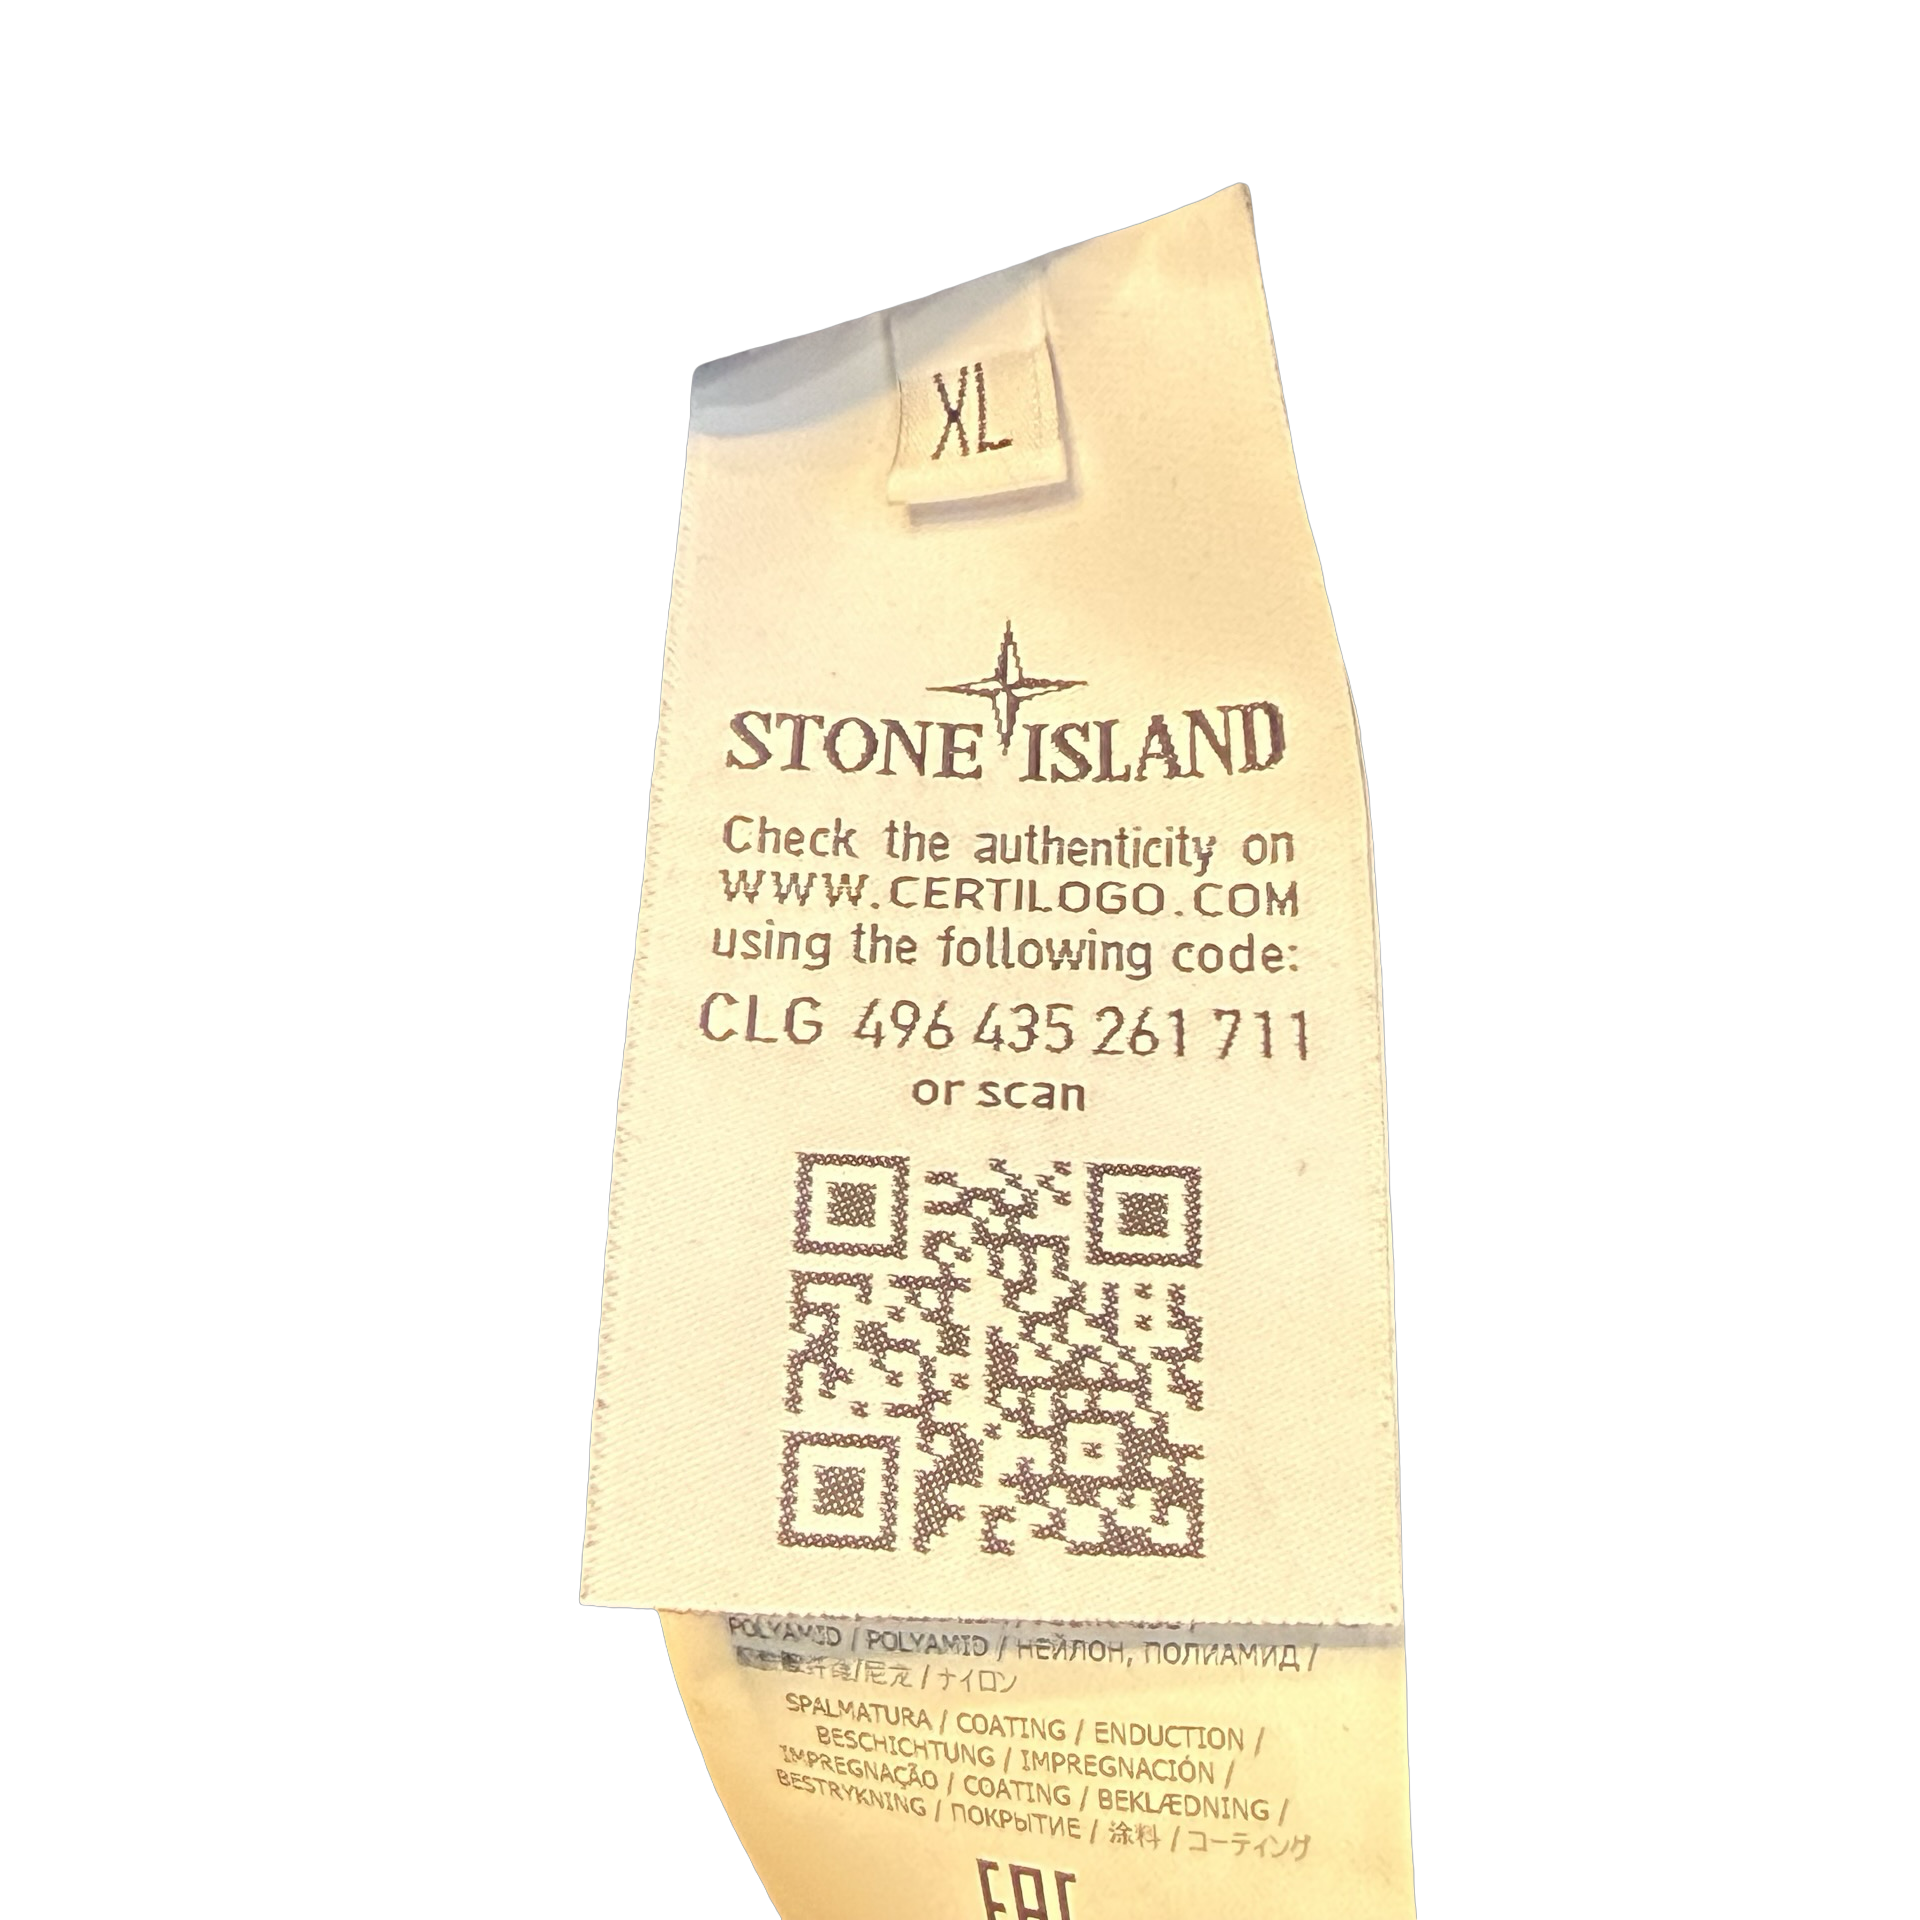 XL
STONE ISLAND
Check the authenticity on
WWW.CERTILOGO.COM
using the following code:
CLG 496 435 261 711
or scan
POLYAMID / POLYAMID / НЕЙЛОН, ПОЛИАМИД /
尼龙 / ナイロン
SPALMATURA / COATING / ENDUCTION /
BESCHICHTUNG / IMPREGNACIÓN /
IMPREGNAÇÃO / COATING / BEKLÆDNING /
BESTRYKNING / ПОКРЫТИЕ / 涂料 / コーティング
EAC